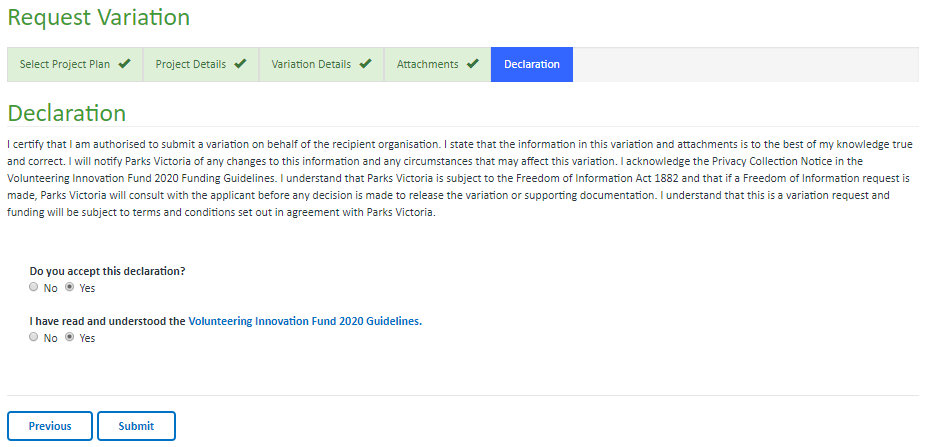 Request Variation
Select Project Plan
Project Details
Variation Details
Attachments
Declaration
Declaration
I certify that I am authorised to submit a variation on behalf of the recipient organisation. I state that the information in this variation and attachments is to the best of my knowledge true
and correct. I will notify Parks Victoria of any changes to this information and any circumstances that may affect this variation. I acknowledge the Privacy Collection Notice in the
Volunteering Innovation Fund 2020 Funding Guidelines. I understand that Parks Victoria is subject to the Freedom of Information Act 1882 and that if a Freedom of Information request is
made, Parks Victoria will consult with the applicant before any decision is made to release the variation or supporting documentation. I understand that this is a variation request and
funding will be subject to terms and conditions set out in agreement with Parks Victoria.
Do you accept this declaration?
No Yes
I have read and understood the Volunteering Innovation Fund 2020 Guidelines.
No Yes
Previous
Submit